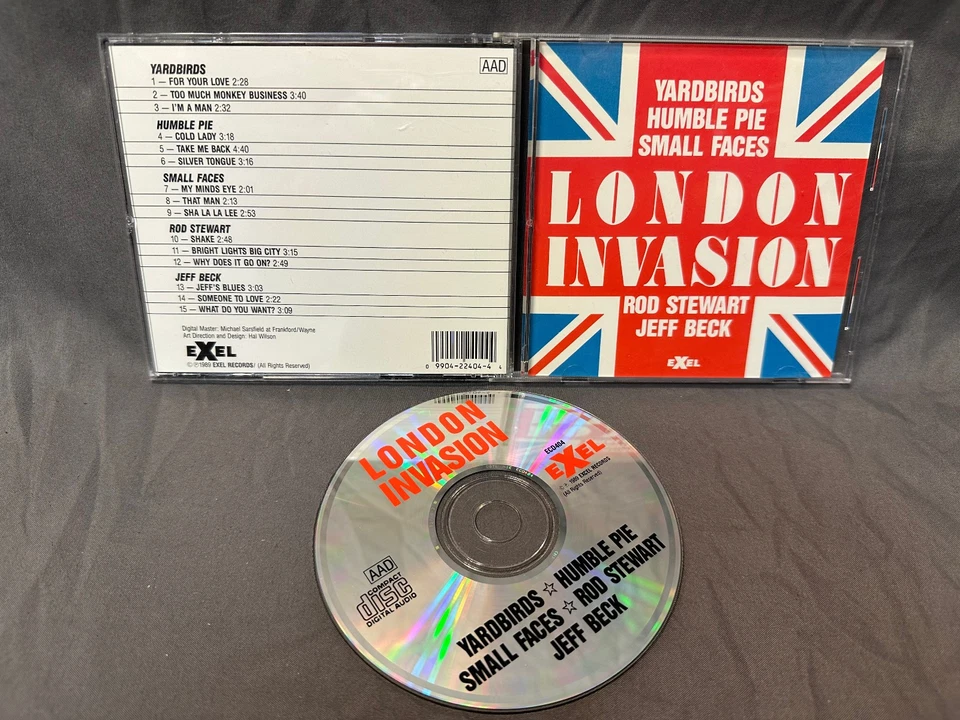 AAD
YARDBIRDS
1 — FOR YOUR LOVE 2:28
2 — TOO MUCH MONKEY BUSINESS 3:40
3 — I'M A MAN 2:32
HUMBLE PIE
4 — COLD LADY 3:18
5 — TAKE ME BACK 4:40
6 — SILVER TONGUE 3:16
SMALL FACES
7 — MY MINDS EYE 2:01
8 — THAT MAN 2:13
9 — SHA LA LA LEE 2:53
ROD STEWART
10 — SHAKE 2:48
11 — BRIGHT LIGHTS BIG CITY 3:15
12 — WHY DOES IT GO ON? 2:49
JEFF BECK
13 — JEFF'S BLUES 3:03
14 — SOMEONE TO LOVE 2:22
15 — WHAT DO YOU WANT? 3:09
Digital Master: Michael Sarsfield at Frankford/Wayne
Art Direction and Design: Hal Wilson
EXEL
©℗1989 EXEL RECORDS/ (All Rights Reserved)
0 9904-22404-4 4
YARDBIRDS
HUMBLE PIE
SMALL FACES
LONDON
INVASION
ROD STEWART
JEFF BECK
EXEL
LONDON
INVASION
ECD404
EXEL
© ℗ 1989 EXEL RECORDS
(All Rights Reserved)
AAD
COMPACT
disc
DIGITAL AUDIO
YARDBIRDS ☆ HUMBLE PIE
SMALL FACES ☆ ROD STEWART
JEFF BECK